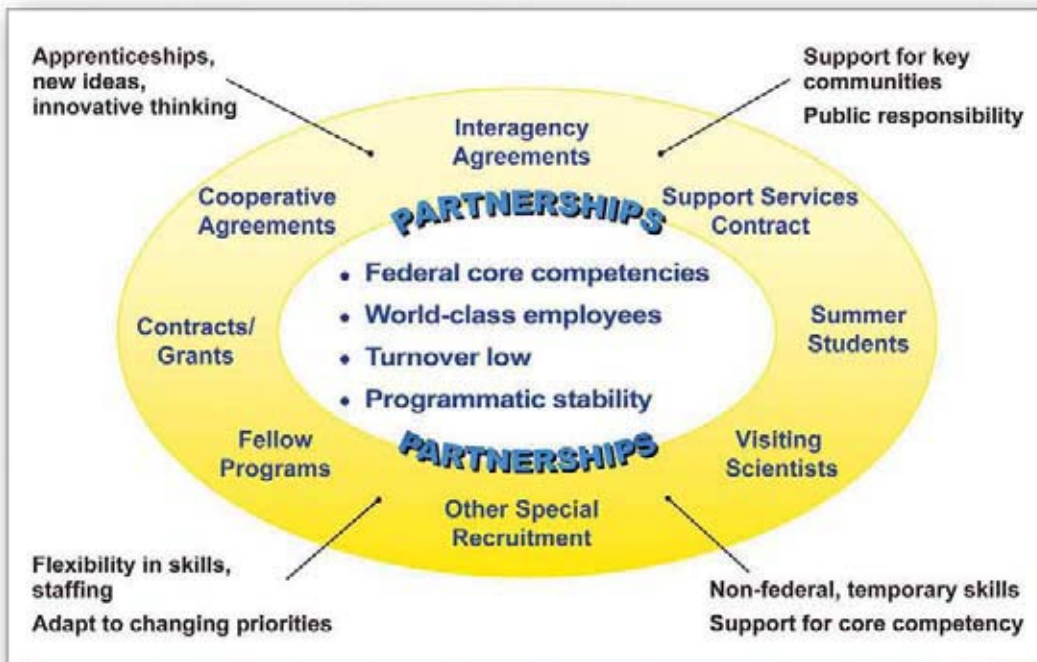 Apprenticeships,
new ideas,
innovative thinking
Support for key
communities
Public responsibility
Interagency
Agreements
Cooperative
Agreements
PARTNERSHIPS
Support Services
Contract
• Federal core competencies
• World-class employees
• Turnover low
• Programmatic stability
Contracts/
Grants
Summer
Students
Fellow
Programs
PARTNERSHIPS
Visiting
Scientists
Other Special
Recruitment
Flexibility in skills,
staffing
Adapt to changing priorities
Non-federal, temporary skills
Support for core competency